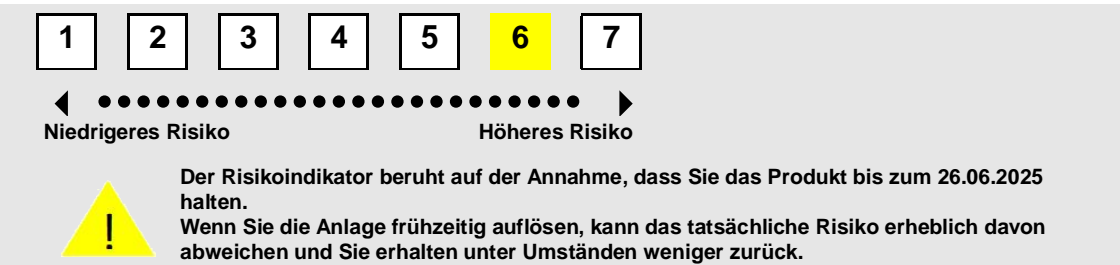 1 2 3 4 5 6 7
Niedrigeres Risiko Höheres Risiko
Der Risikoindikator beruht auf der Annahme, dass Sie das Produkt bis zum 26.06.2025
halten.
Wenn Sie die Anlage frühzeitig auflösen, kann das tatsächliche Risiko erheblich davon
abweichen und Sie erhalten unter Umständen weniger zurück.
!